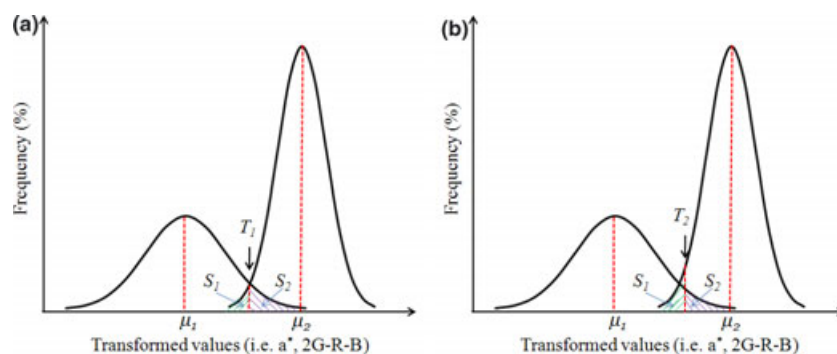 (a)
Frequency (%)
T1
S1
S2
μ1
μ2
Transformed values (i.e. a*, 2G-R-B)
(b)
Frequency (%)
T2
S1
S2
μ1
μ2
Transformed values (i.e. a*, 2G-R-B)